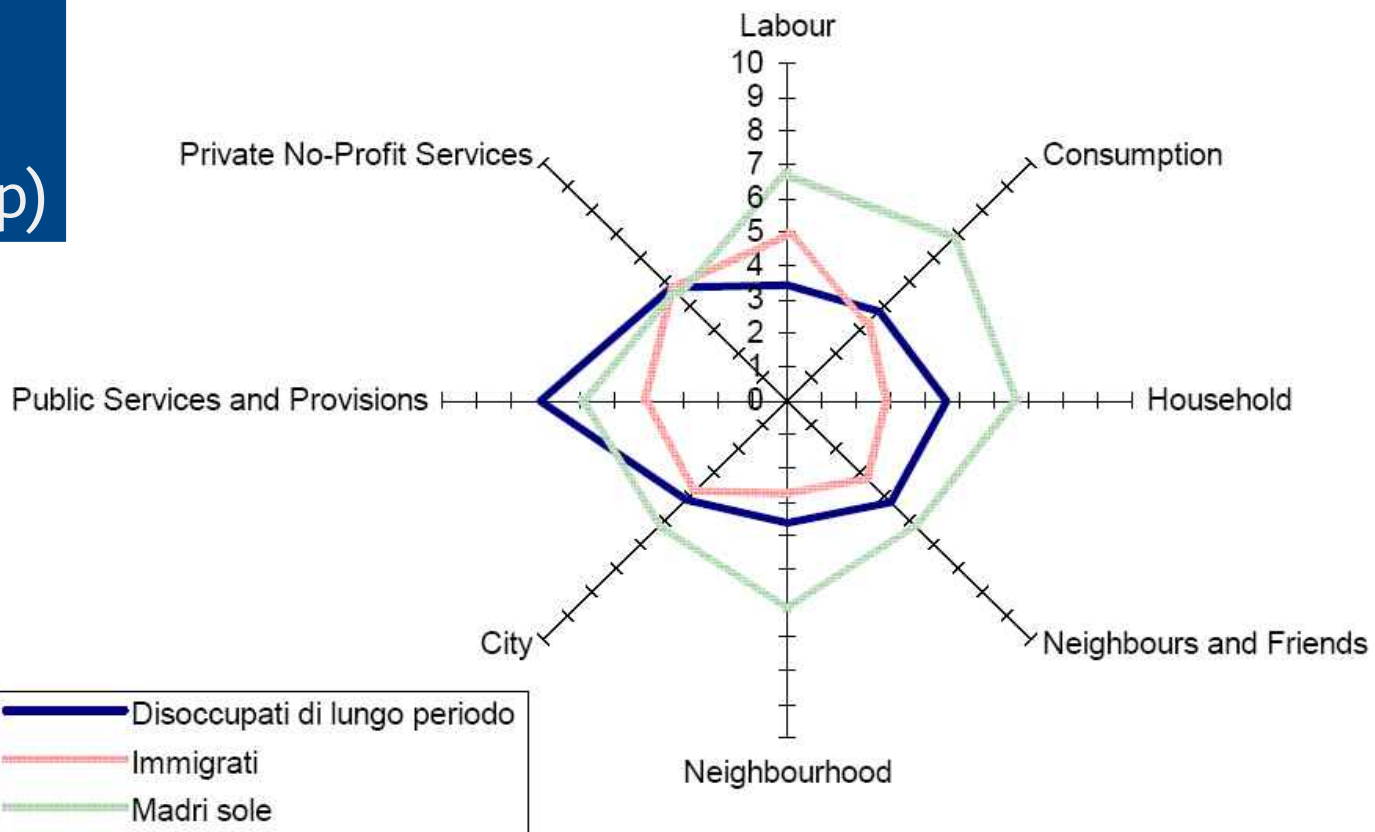 p)
Labour
10
9
8
7
6
5
4
3
2
1
0
Private No-Profit Services
Consumption
Public Services and Provisions
Household
City
Neighbours and Friends
Neighbourhood
Disoccupati di lungo periodo
Immigrati
Madri sole